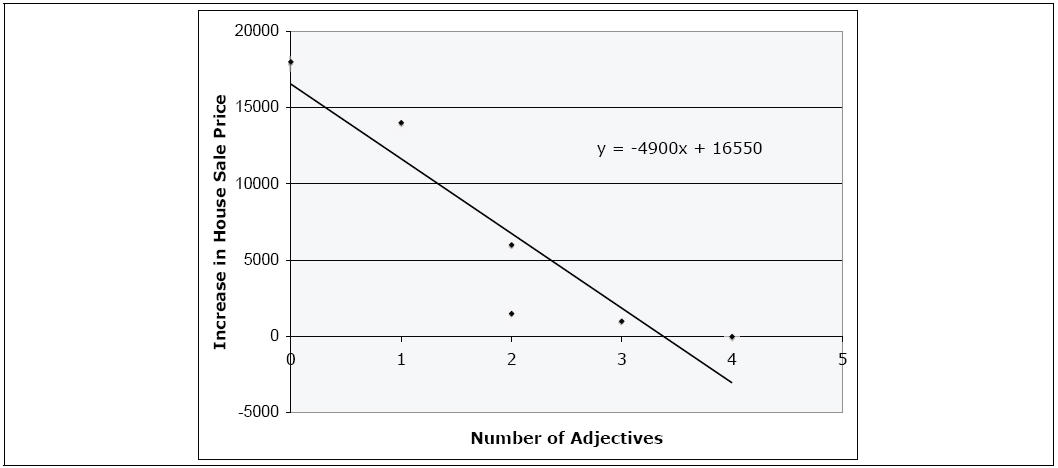 20000
15000
10000
5000
0
-5000
Increase in House Sale Price
y = -4900x + 16550
0 1 2 3 4 5
Number of Adjectives